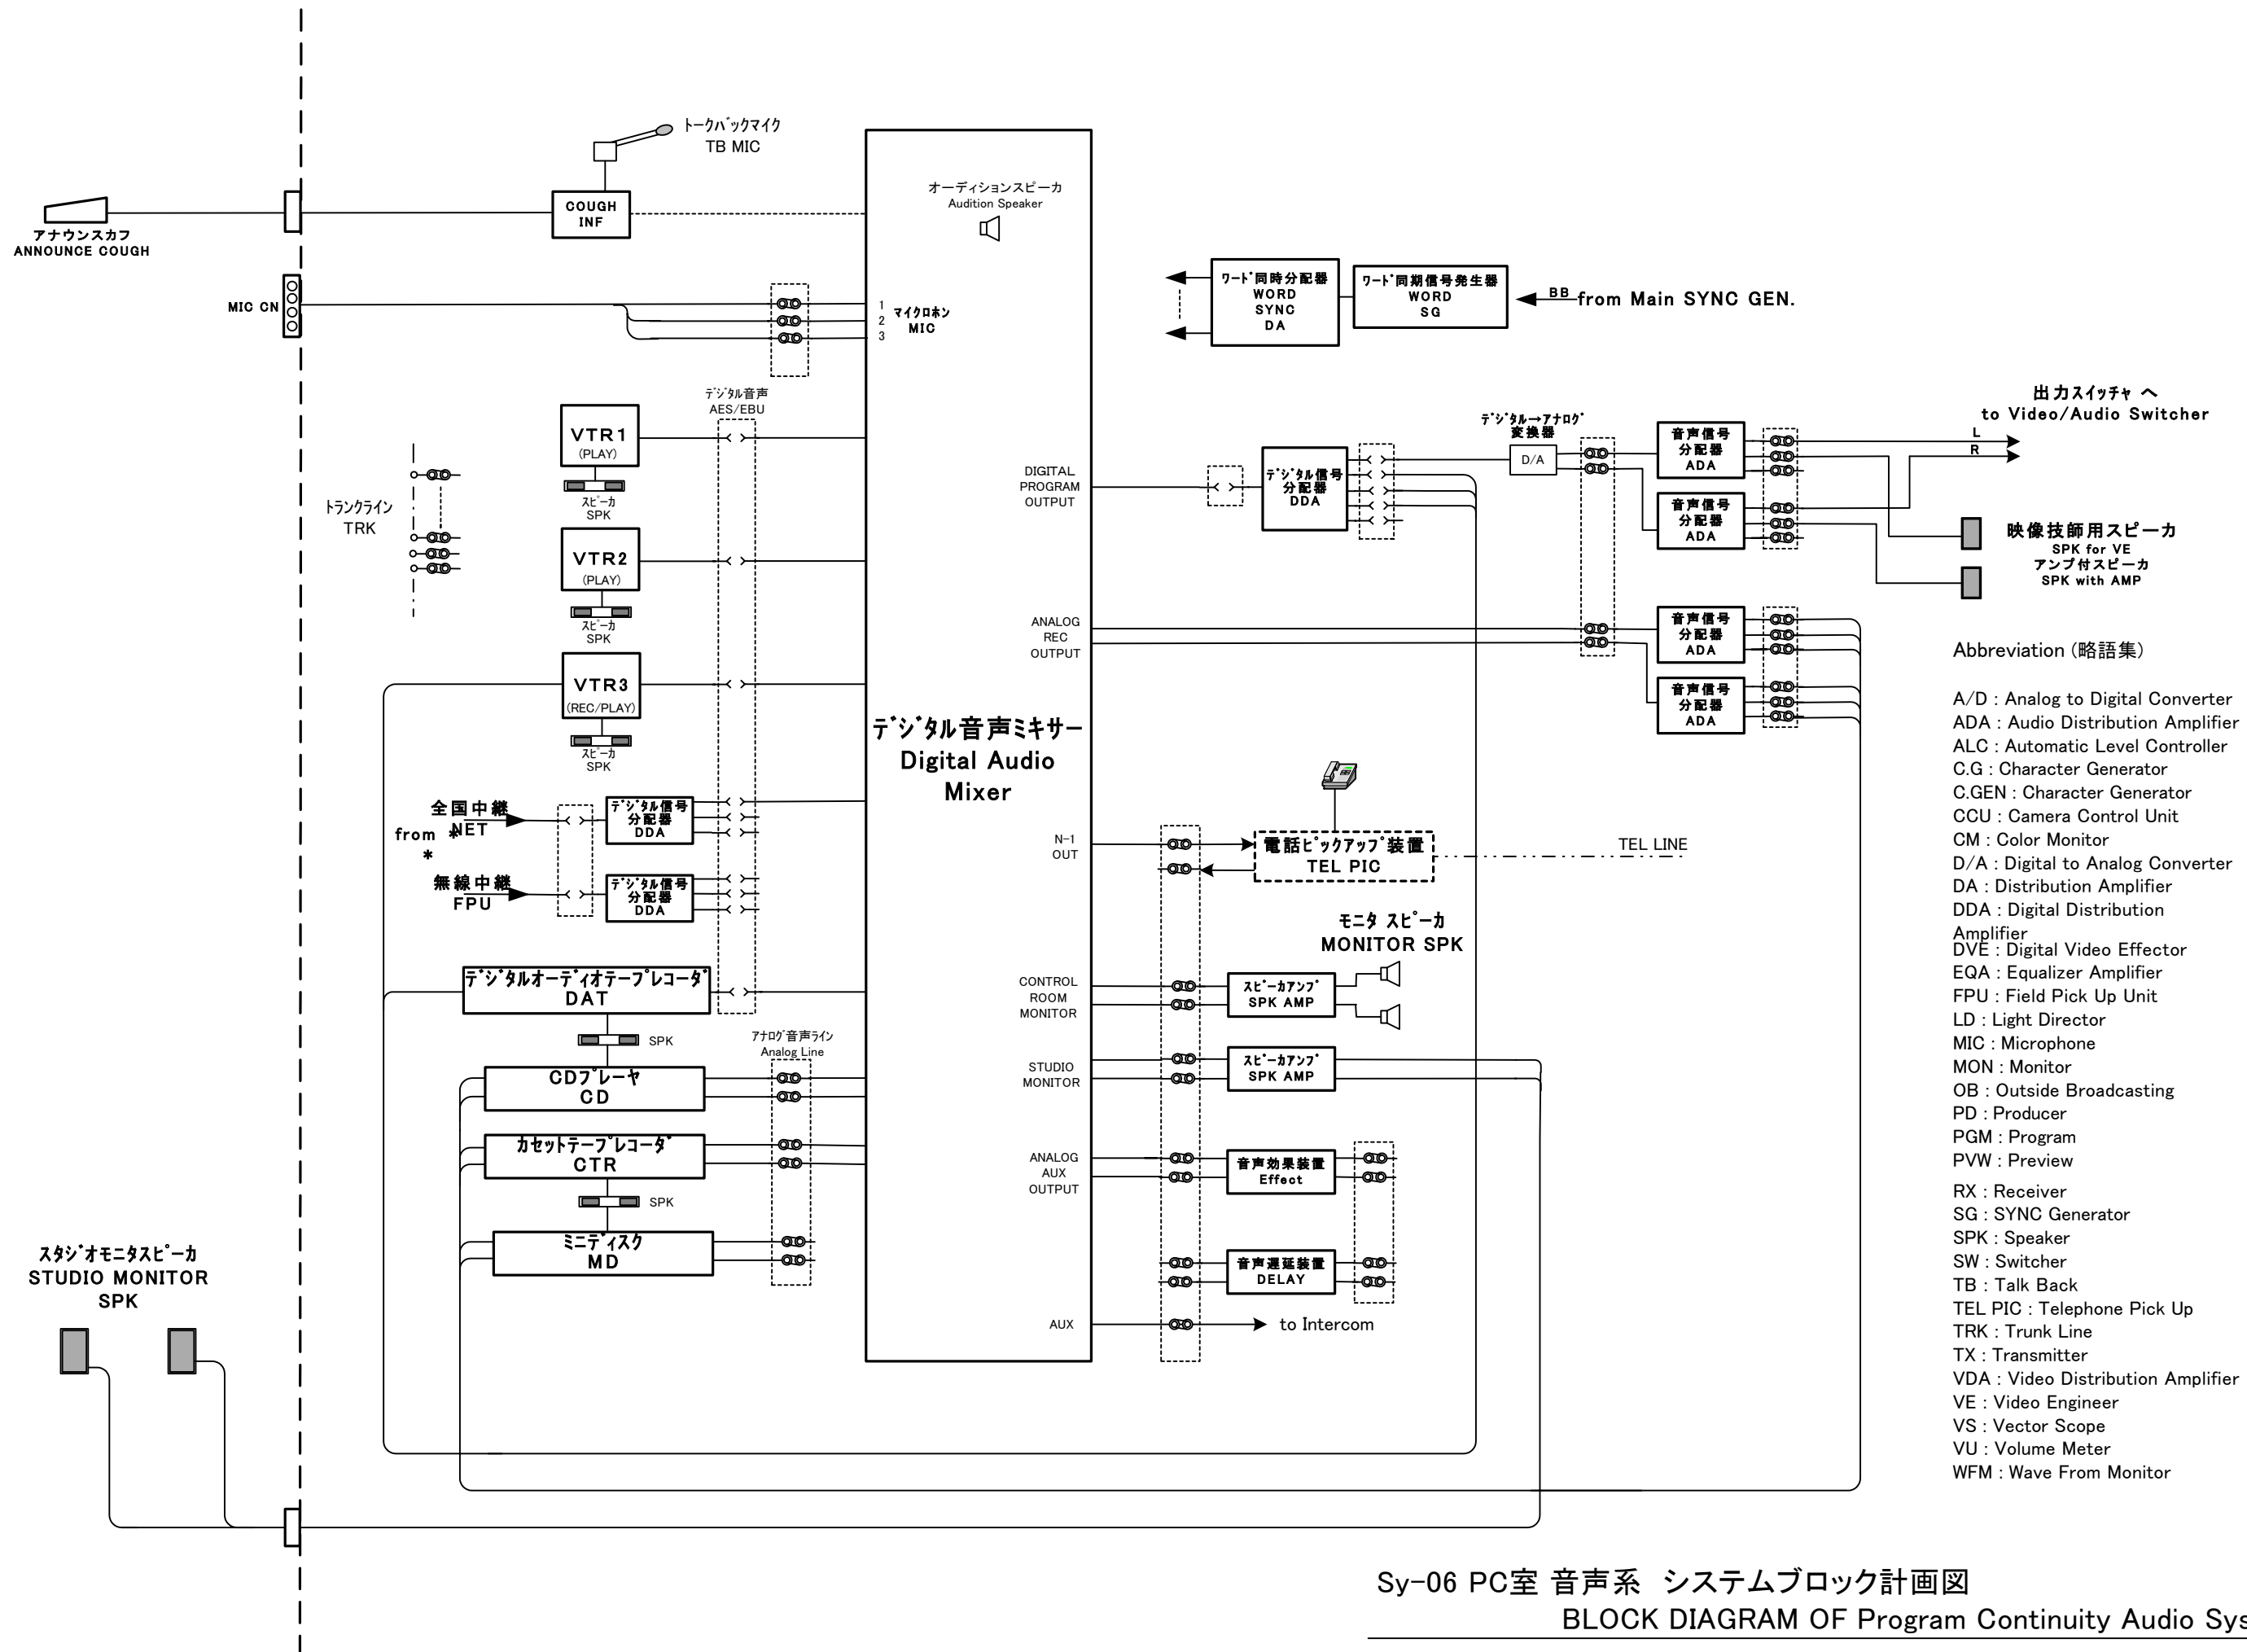 トークバックマイク
TB MIC
アナウンスカフ
ANNOUNCE COUGH
COUGH
INF
オーディションスピーカ
Audition Speaker
MIC CN
1
2
3
マイクロホン
MIC
ワード同時分配器
WORD
SYNC
DA
ワード同期信号発生器
WORD
SG
BB
from Main SYNC GEN.
デジタル音声
AES/EBU
VTR1
(PLAY)
スピーカ
SPK
トランクライン
TRK
VTR2
(PLAY)
スピーカ
SPK
VTR3
(REC/PLAY)
スピーカ
SPK
全国中継
NET
from *
*
無線中継
FPU
デジタル信号
分配器
DDA
デジタル信号
分配器
DDA
デジタルオーディオテープレコーダ
DAT
SPK
アナログ音声ライン
Analog Line
CDプレーヤ
CD
カセットテープレコーダ
CTR
SPK
ミニディスク
MD
スタジオモニタスピーカ
STUDIO MONITOR
SPK
デジタル音声ミキサー
Digital Audio
Mixer
DIGITAL
PROGRAM
OUTPUT
ANALOG
REC
OUTPUT
N-1
OUT
CONTROL
ROOM
MONITOR
STUDIO
MONITOR
ANALOG
AUX
OUTPUT
AUX
デジタル信号
分配器
DDA
デジタル→アナログ
変換器
D/A
音声信号
分配器
ADA
音声信号
分配器
ADA
音声信号
分配器
ADA
音声信号
分配器
ADA
出力スイッチャ へ
to Video/Audio Switcher
L
R
映像技師用スピーカ
SPK for VE
アンプ付スピーカ
SPK with AMP
電話ピックアップ装置
TEL PIC
TEL LINE
モニタ スピーカ
MONITOR SPK
スピーカアンプ
SPK AMP
スピーカアンプ
SPK AMP
音声効果装置
Effect
音声遅延装置
DELAY
to Intercom
Abbreviation (略語集)
A/D : Analog to Digital Converter
ADA : Audio Distribution Amplifier
ALC : Automatic Level Controller
C.G : Character Generator
C.GEN : Character Generator
CCU : Camera Control Unit
CM : Color Monitor
D/A : Digital to Analog Converter
DA : Distribution Amplifier
DDA : Digital Distribution
Amplifier
DVE : Digital Video Effector
EQA : Equalizer Amplifier
FPU : Field Pick Up Unit
LD : Light Director
MIC : Microphone
MON : Monitor
OB : Outside Broadcasting
PD : Producer
PGM : Program
PVW : Preview
RX : Receiver
SG : SYNC Generator
SPK : Speaker
SW : Switcher
TB : Talk Back
TEL PIC : Telephone Pick Up
TRK : Trunk Line
TX : Transmitter
VDA : Video Distribution Amplifier
VE : Video Engineer
VS : Vector Scope
VU : Volume Meter
WFM : Wave From Monitor
Sy-06 PC室 音声系 システムブロック計画図
BLOCK DIAGRAM OF Program Continuity Audio Sys